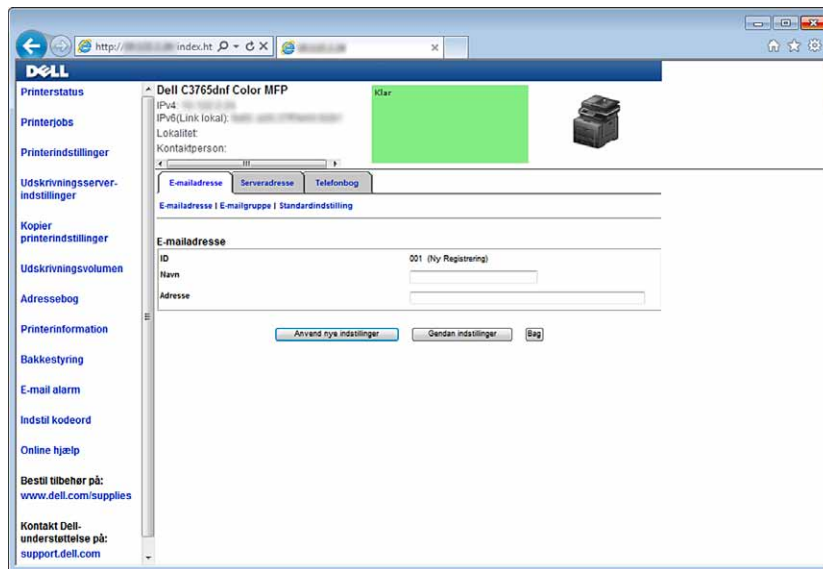 http:// index.ht
DELL
Printerstatus
Printerjobs
Printerindstillinger
Udskrivningsserver-
indstillinger
Kopier
printerindstillinger
Udskrivningsvolumen
Adressebog
Printerinformation
Bakkestyring
E-mail alarm
Indstil kodeord
Online hjælp
Bestil tilbehør på:
www.dell.com/supplies
Kontakt Dell-
understøttelse på:
support.dell.com
Dell C3765dnf Color MFP
IPv4:
IPv6(Link lokal):
Lokalitet:
Kontaktperson:
Klar
E-mailadresse Serveradresse Telefonbog
E-mailadresse | E-mailgruppe | Standardindstilling
E-mailadresse
ID 001 (Ny Registrering)
Navn
Adresse
Anvend nye indstillinger Gendan indstillinger Bag